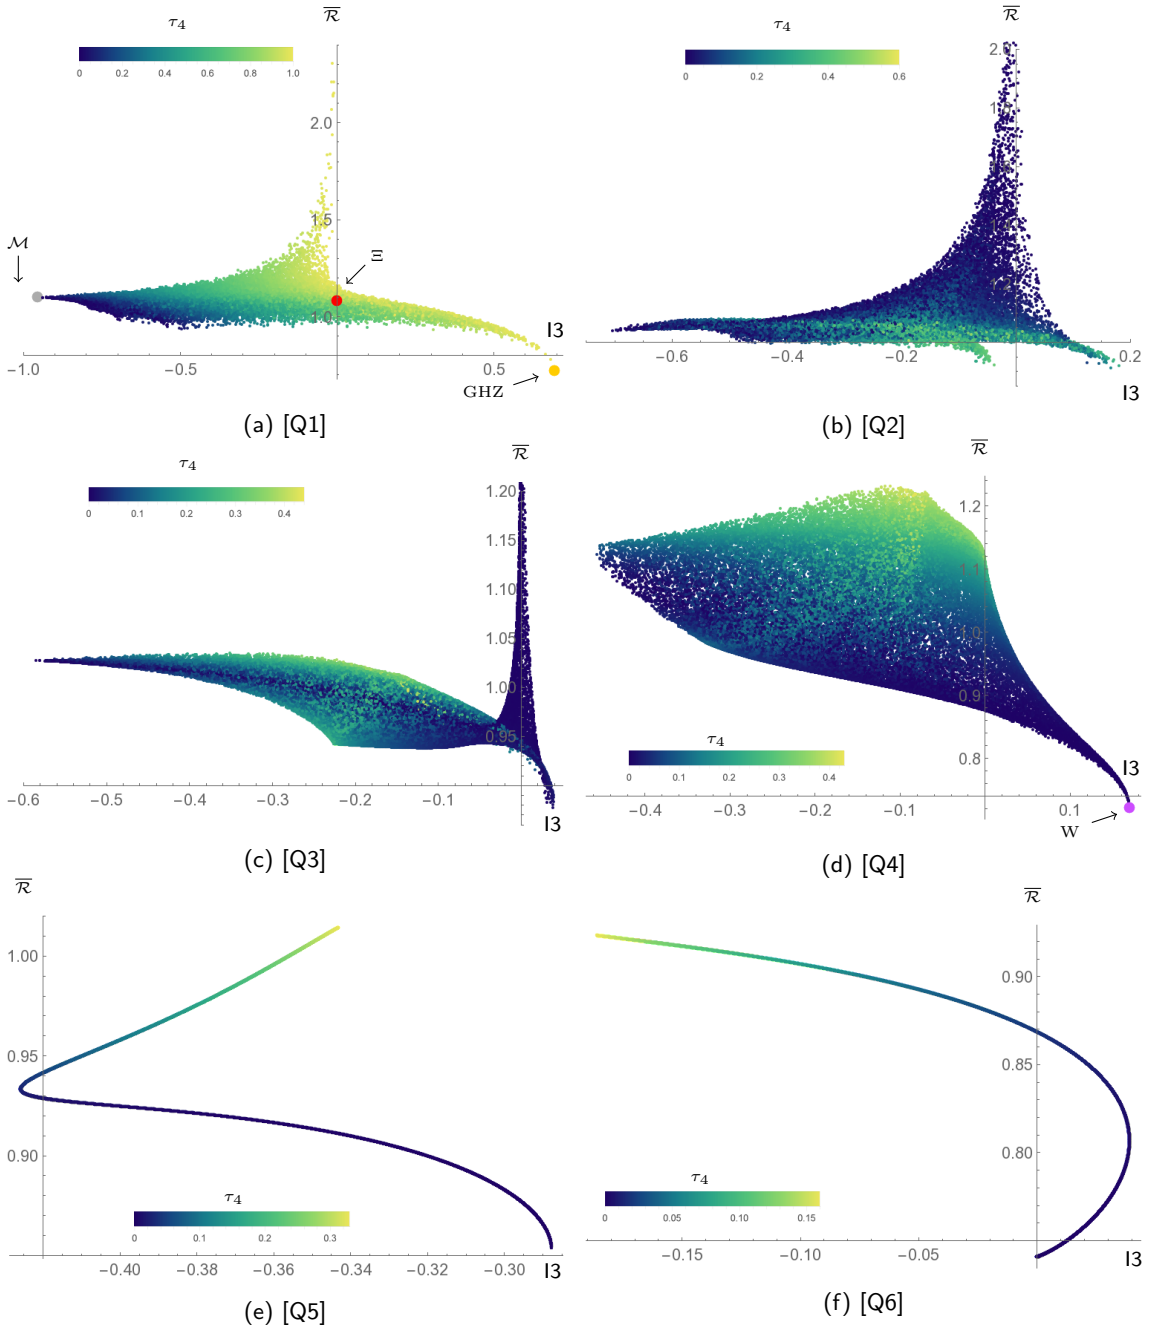 τ4
0 0.2 0.4 0.6 0.8 1.0
R
2.0
1.5
1.0
M
Ξ
I3
GHZ
−1.0 −0.5 0.5
(a) [Q1]
τ4
0 0.2 0.4 0.6
R
−0.6 −0.4 −0.2 0.2
I3
(b) [Q2]
τ4
0 0.1 0.2 0.3 0.4
R
1.20
1.15
1.10
1.05
1.00
0.95
−0.6 −0.5 −0.4 −0.3 −0.2 −0.1
I3
(c) [Q3]
R
1.2
1.1
1.0
0.9
0.8
τ4
0 0.1 0.2 0.3 0.4
I3
−0.4 −0.3 −0.2 −0.1 0.1
W
(d) [Q4]
R
1.00
0.95
0.90
τ4
0 0.1 0.2 0.3
−0.40 −0.38 −0.36 −0.34 −0.32 −0.30 I3
(e) [Q5]
R
0.90
0.85
0.80
τ4
0 0.05 0.10 0.15
−0.15 −0.10 −0.05 I3
(f) [Q6]